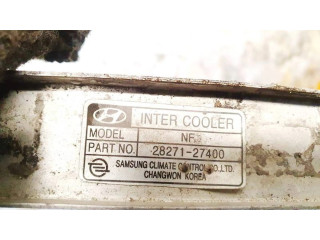 INTER COOLER
MODEL NF
PART NO. 28271-27400
SAMSUNG CLIMATE CONTROL CO.,LTD.
CHANGWON KOREA